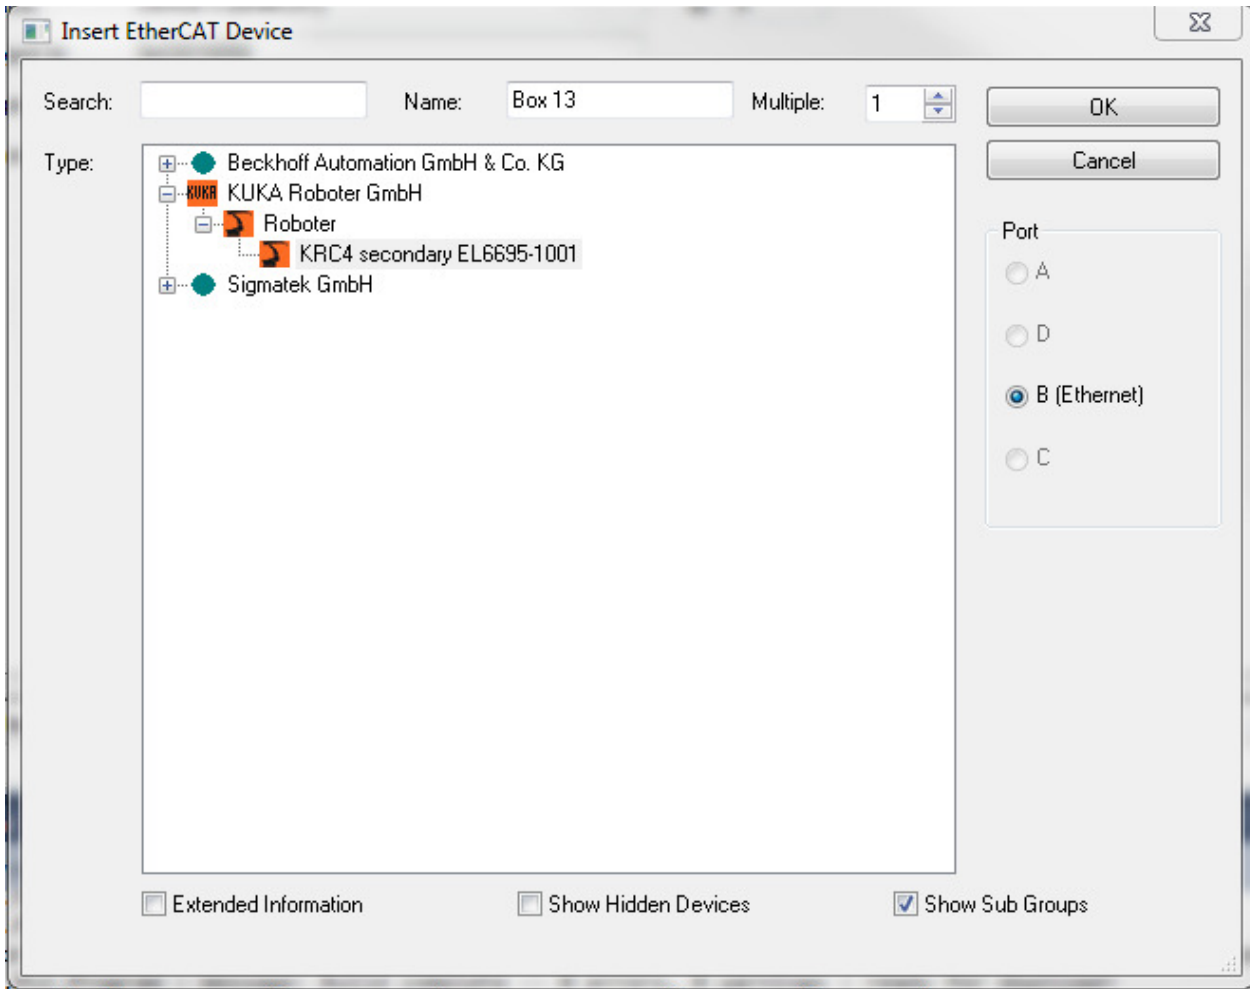 Insert EtherCAT Device
Search:
Name: Box 13
Multiple: 1
OK
Type:
Cancel
Beckhoff Automation GmbH & Co. KG
KUKA KUKA Roboter GmbH
Roboter
KRC4 secondary EL6695-1001
Sigmatek GmbH
Port
A
D
B (Ethernet)
C
Extended Information
Show Hidden Devices
Show Sub Groups